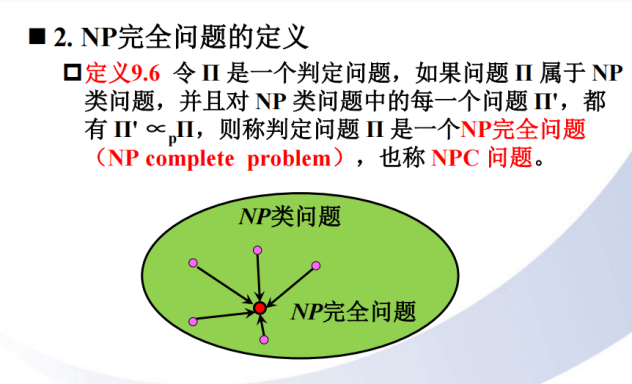 2. NP完全问题的定义
定义9.6 令 Π 是一个判定问题，如果问题 Π 属于 NP
类问题，并且对 NP 类问题中的每一个问题 Π'，都
有 Π' ∝pΠ，则称判定问题 Π 是一个NP完全问题
（NP complete problem），也称 NPC 问题。
NP类问题
NP完全问题